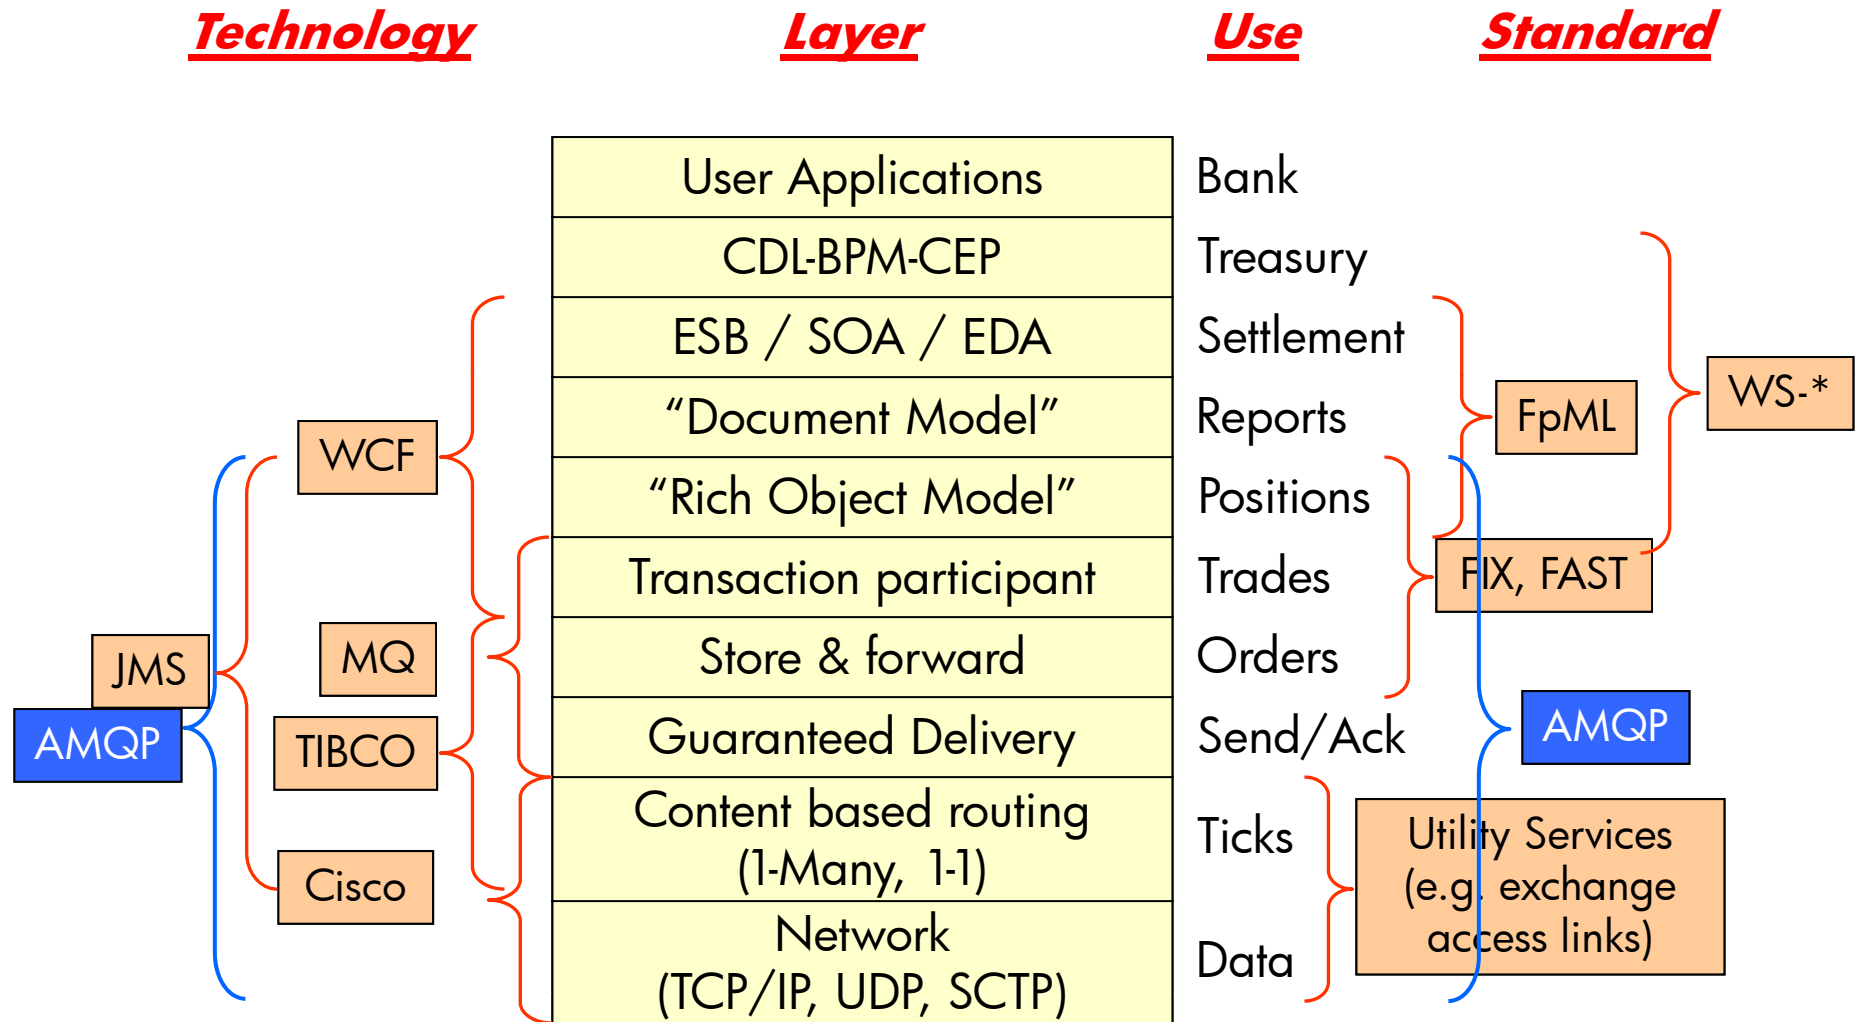 Technology
Layer
Use
Standard
User Applications
Bank
CDL-BPM-CEP
Treasury
ESB / SOA / EDA
Settlement
“Document Model”
Reports
“Rich Object Model”
Positions
Transaction participant
Trades
Store & forward
Orders
Guaranteed Delivery
Send/Ack
Content based routing
(1-Many, 1-1)
Ticks
Network
(TCP/IP, UDP, SCTP)
Data
WCF
JMS
MQ
AMQP
TIBCO
Cisco
WS-*
FpML
FIX, FAST
AMQP
Utility Services
(e.g. exchange
access links)